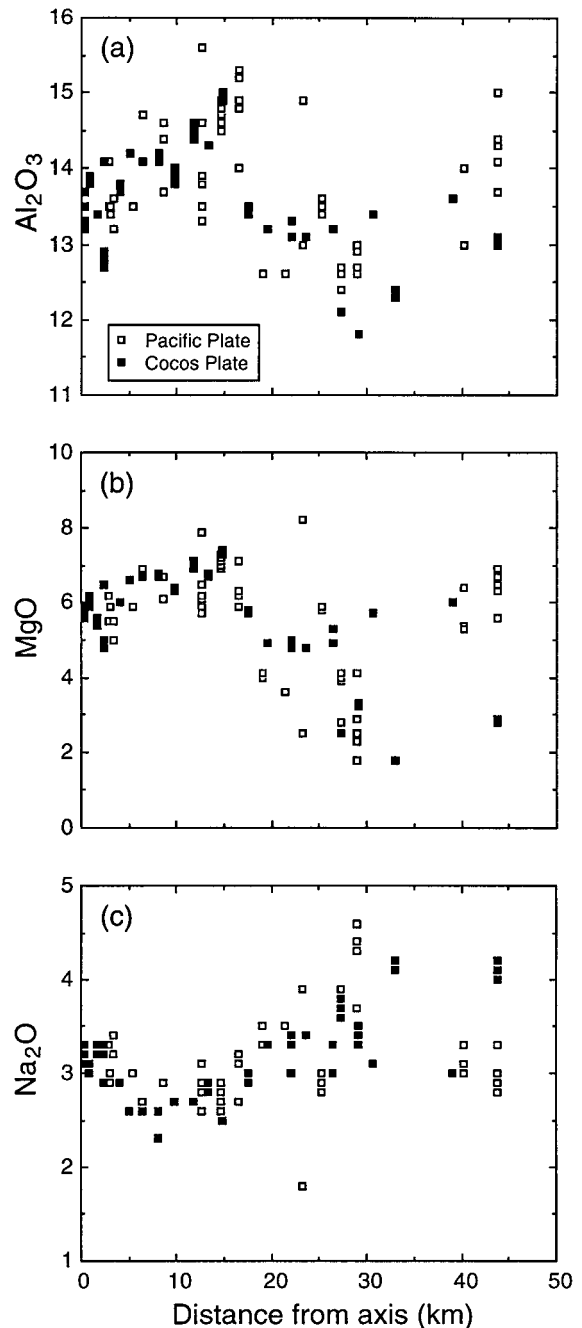 (a)
16
15
14
13
12
11
Al₂O₃
Pacific Plate
Cocos Plate
(b)
10
8
6
4
2
0
MgO
(c)
5
4
3
2
1
Na₂O
0 10 20 30 40 50
Distance from axis (km)